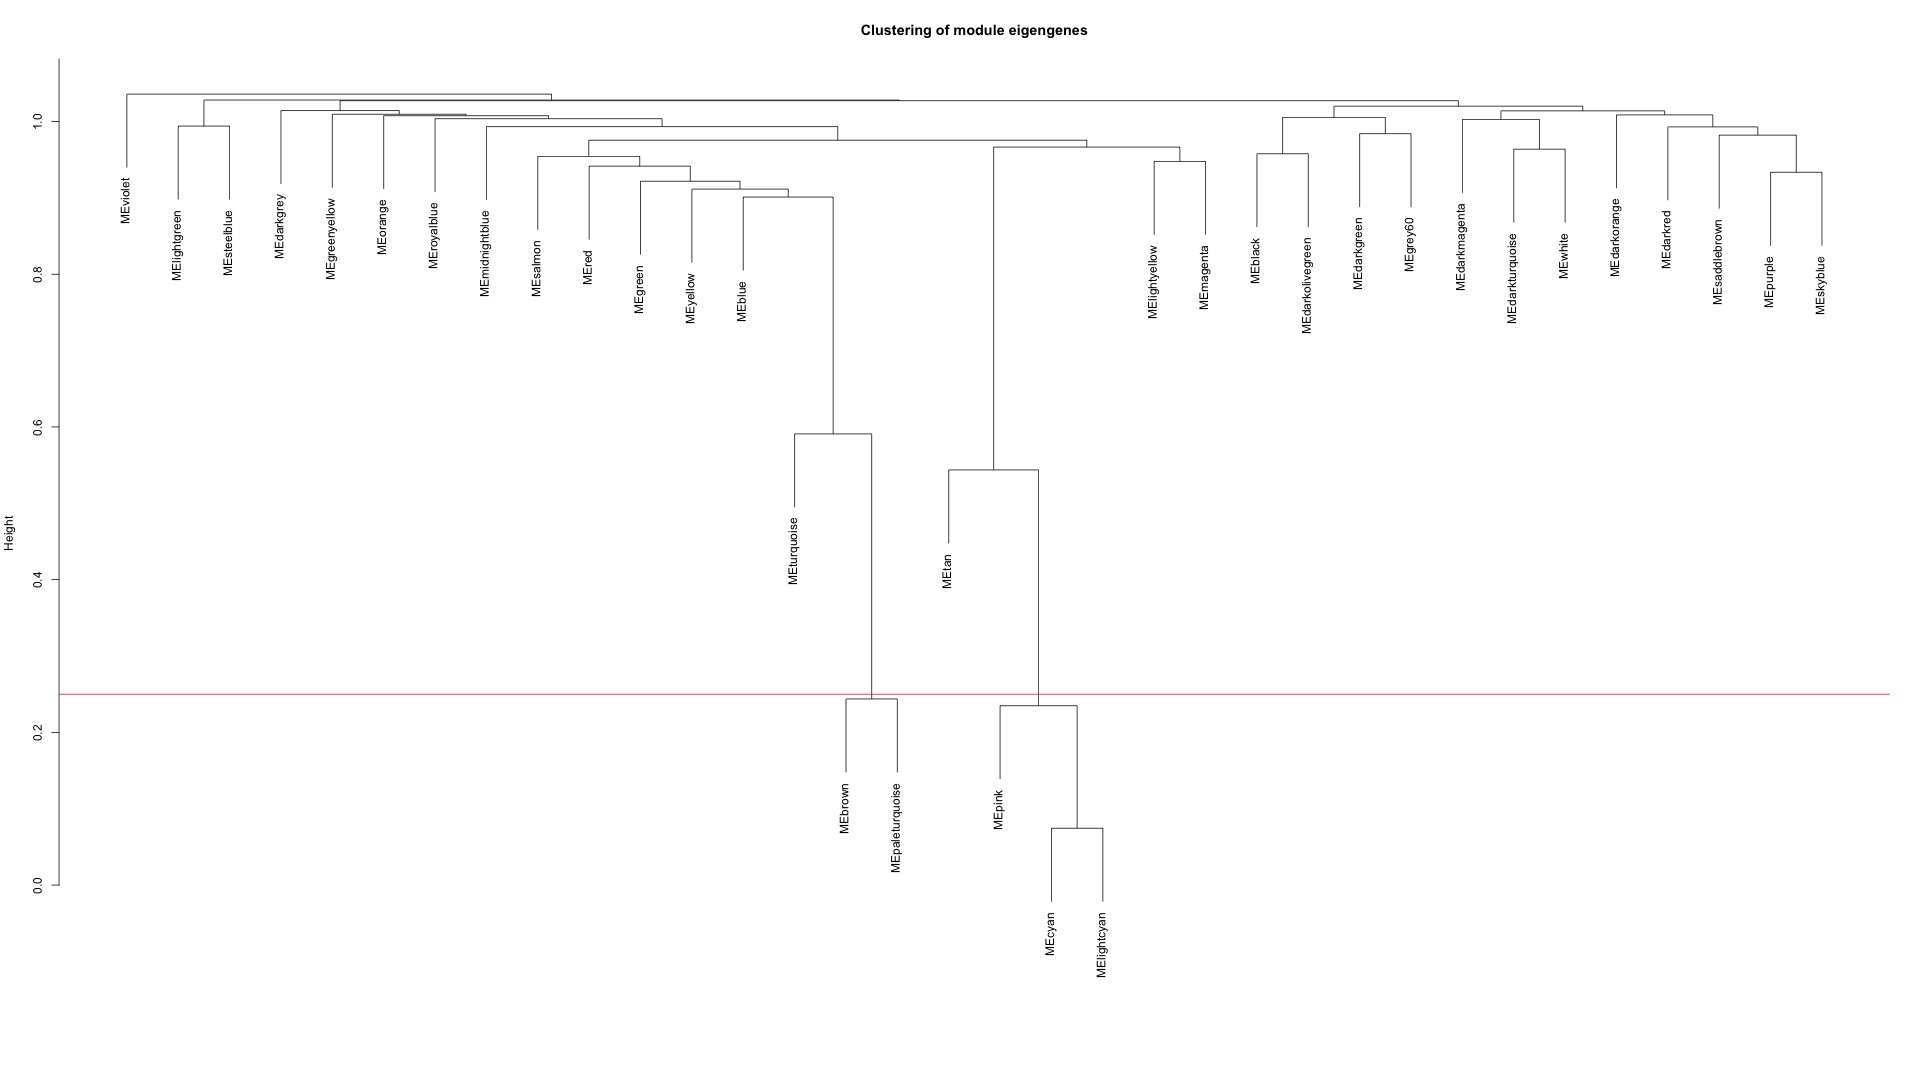 Clustering of module eigengenes
Height
1.0
0.8
0.6
0.4
0.2
0.0
MEviolet
MElightgreen
MEsteelblue
MEdarkgrey
MEgreenyellow
MEorange
MEroyalblue
MEmidnightblue
MEsalmon
MEred
MEgreen
MEyellow
MEblue
MEturquoise
MEbrown
MEpaleturquoise
MEtan
MEpink
MEcyan
MElightcyan
MElightyellow
MEmagenta
MEblack
MEdarkolivegreen
MEdarkgreen
MEgrey60
MEdarkmagenta
MEdarkturquoise
MEwhite
MEdarkorange
MEdarkred
MEsaddlebrown
MEpurple
MEskyblue